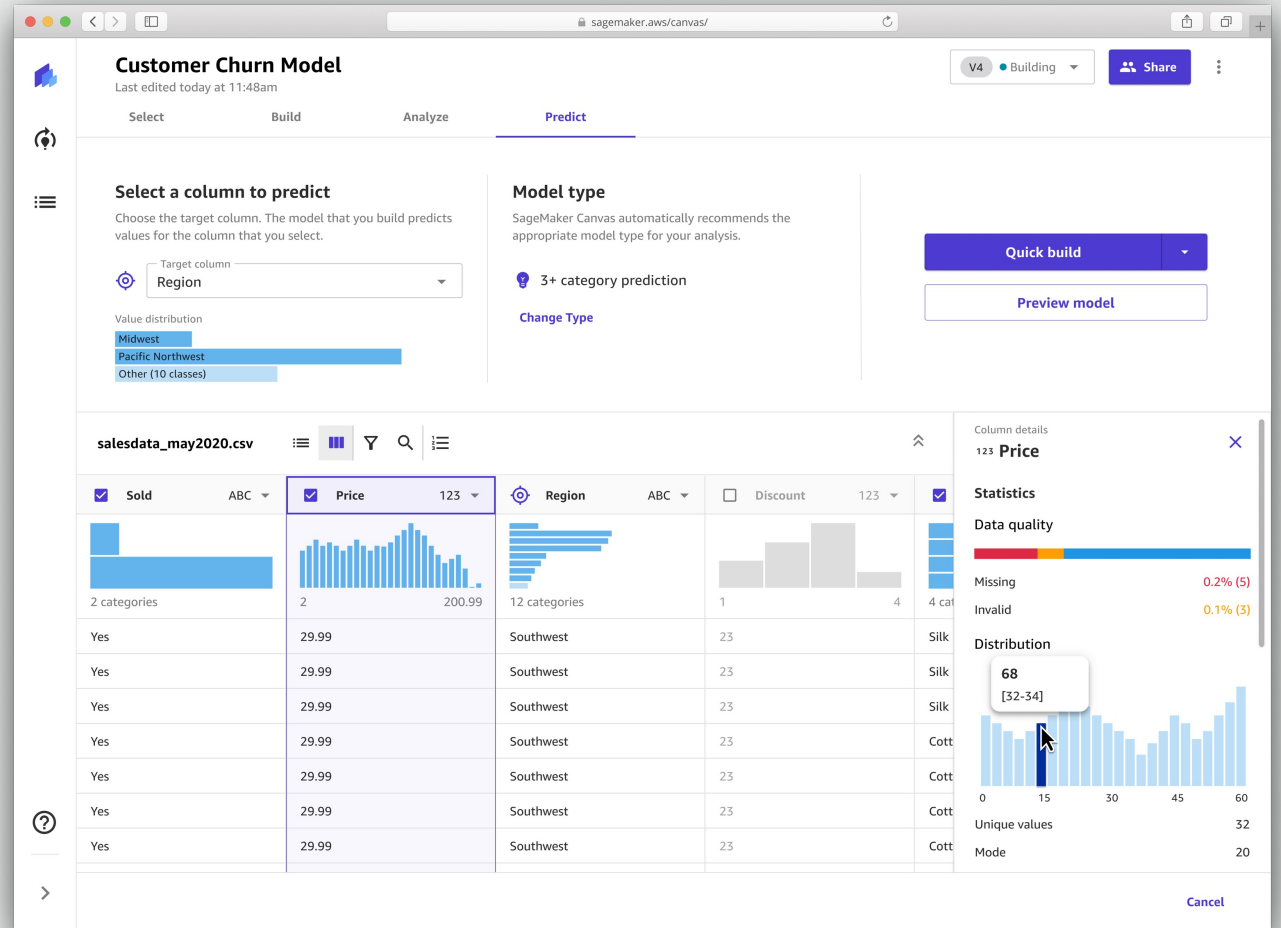 sagemaker.aws/canvas/
Customer Churn Model
Last edited today at 11:48am
V4 Building
Share
Select Build Analyze Predict
Select a column to predict
Choose the target column. The model that you build predicts
values for the column that you select.
Target column
Region
Value distribution
Midwest
Pacific Northwest
Other (10 classes)
Model type
SageMaker Canvas automatically recommends the
appropriate model type for your analysis.
3+ category prediction
Change Type
Quick build
Preview model
salesdata_may2020.csv
Sold ABC Price 123 Region ABC Discount 123
2 categories 2 200.99 12 categories 1 4 4 cat
Yes 29.99 Southwest 23 Silk
Yes 29.99 Southwest 23 Silk
Yes 29.99 Southwest 23 Silk
Yes 29.99 Southwest 23 Cott
Yes 29.99 Southwest 23 Cott
Yes 29.99 Southwest 23 Cott
Yes 29.99 Southwest 23 Cott
Column details
123 Price
Statistics
Data quality
Missing 0.2% (5)
Invalid 0.1% (3)
Distribution
68
[32-34]
0 15 30 45 60
Unique values 32
Mode 20
Cancel